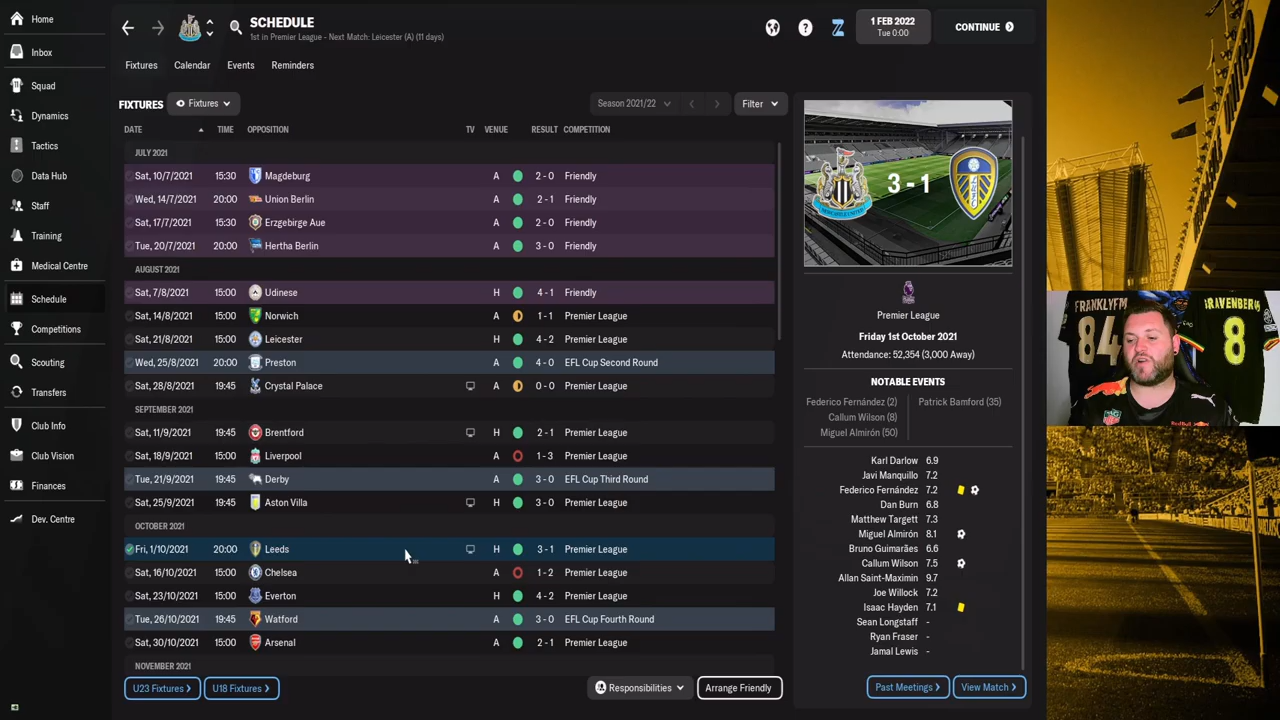 Home
Inbox
Squad
Dynamics
Tactics
Data Hub
Staff
Training
Medical Centre
Schedule
Competitions
Scouting
Transfers
Club Info
Club Vision
Finances
Dev. Centre
SCHEDULE
1st in Premier League - Next Match: Leicester (A) (11 days)
1 FEB 2022
Tue 0:00
CONTINUE
Fixtures Calendar Events Reminders
FIXTURES Fixtures Season 2021/22 Filter
DATE TIME OPPOSITION TV VENUE RESULT COMPETITION
JULY 2021
Sat, 10/7/2021 15:30 Magdeburg A 2 - 0 Friendly
Wed, 14/7/2021 20:00 Union Berlin A 2 - 1 Friendly
Sat, 17/7/2021 15:30 Erzgebirge Aue A 2 - 0 Friendly
Tue, 20/7/2021 20:00 Hertha Berlin A 3 - 0 Friendly
AUGUST 2021
Sat, 7/8/2021 15:00 Udinese H 4 - 1 Friendly
Sat, 14/8/2021 15:00 Norwich A 1 - 1 Premier League
Sat, 21/8/2021 15:00 Leicester H 4 - 2 Premier League
Wed, 25/8/2021 20:00 Preston A 4 - 0 EFL Cup Second Round
Sat, 28/8/2021 19:45 Crystal Palace A 0 - 0 Premier League
SEPTEMBER 2021
Sat, 11/9/2021 19:45 Brentford H 2 - 1 Premier League
Sat, 18/9/2021 15:00 Liverpool A 1 - 3 Premier League
Tue, 21/9/2021 19:45 Derby A 3 - 0 EFL Cup Third Round
Sat, 25/9/2021 19:45 Aston Villa H 3 - 0 Premier League
OCTOBER 2021
Fri, 1/10/2021 20:00 Leeds H 3 - 1 Premier League
Sat, 16/10/2021 15:00 Chelsea A 1 - 2 Premier League
Sat, 23/10/2021 15:00 Everton H 4 - 2 Premier League
Tue, 26/10/2021 19:45 Watford A 3 - 0 EFL Cup Fourth Round
Sat, 30/10/2021 15:00 Arsenal A 2 - 1 Premier League
NOVEMBER 2021
U23 Fixtures U18 Fixtures Responsibilities Arrange Friendly
3 - 1
Premier League
Friday 1st October 2021
Attendance: 52,354 (3,000 Away)
NOTABLE EVENTS
Federico Fernández (2) Patrick Bamford (35)
Callum Wilson (8)
Miguel Almirón (50)
Karl Darlow 6.9
Javi Manquillo 7.2
Federico Fernández 7.2
Dan Burn 6.8
Matthew Targett 7.3
Miguel Almirón 8.1
Bruno Guimarães 6.6
Callum Wilson 7.5
Allan Saint-Maximin 9.7
Joe Willock 7.2
Isaac Hayden 7.1
Sean Longstaff -
Ryan Fraser -
Jamal Lewis -
Past Meetings View Match
FRANKLYFM
84
8